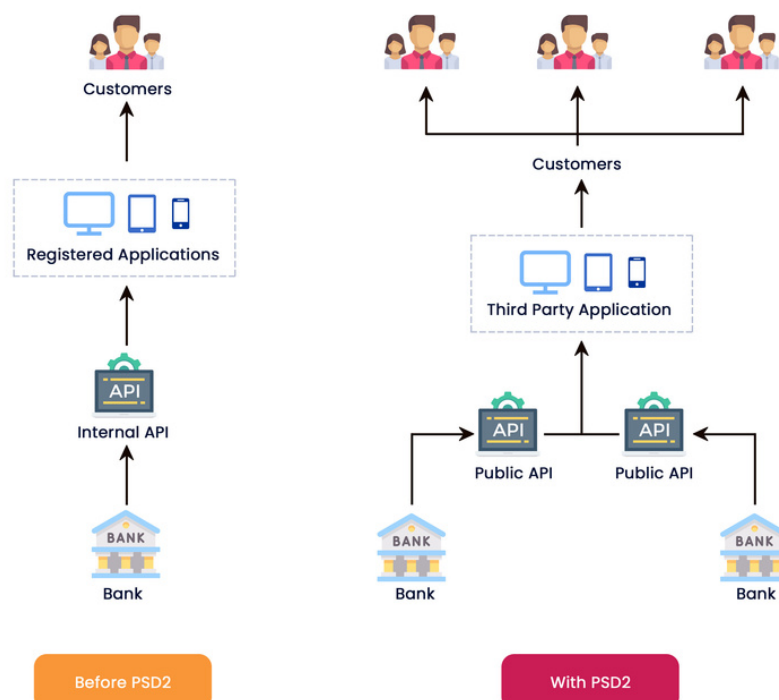 Customers
Registered Applications
API
Internal API
BANK
Bank
Before PSD2
Customers
Third Party Application
API
API
Public API
Public API
BANK
BANK
Bank
Bank
With PSD2